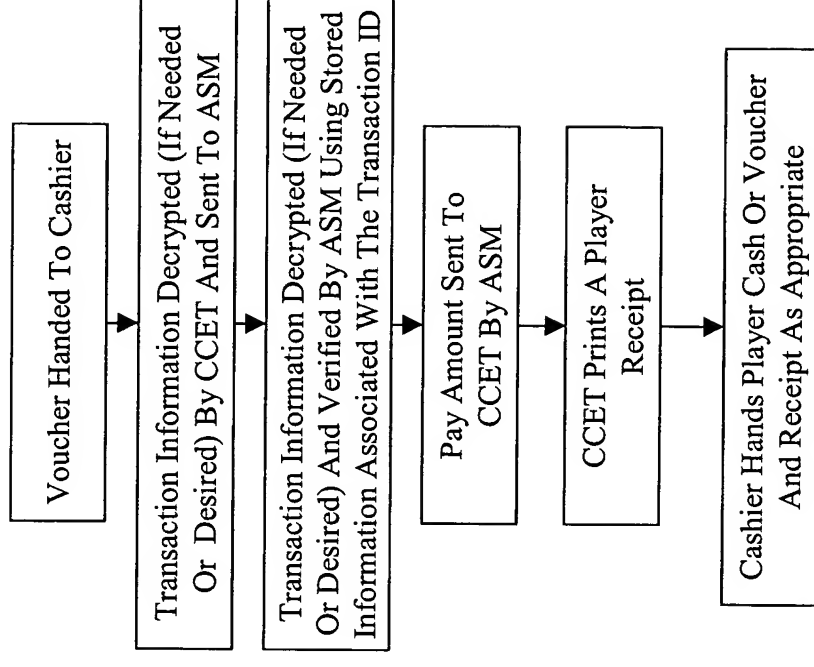 Voucher Handed To Cashier
Transaction Information Decrypted (If Needed
Or Desired) By CCET And Sent To ASM
Transaction Information Decrypted (If Needed
Or Desired) And Verified By ASM Using Stored
Information Associated With The Transaction ID
Pay Amount Sent To
CCET By ASM
CCET Prints A Player
Receipt
Cashier Hands Player Cash Or Voucher
And Receipt As Appropriate